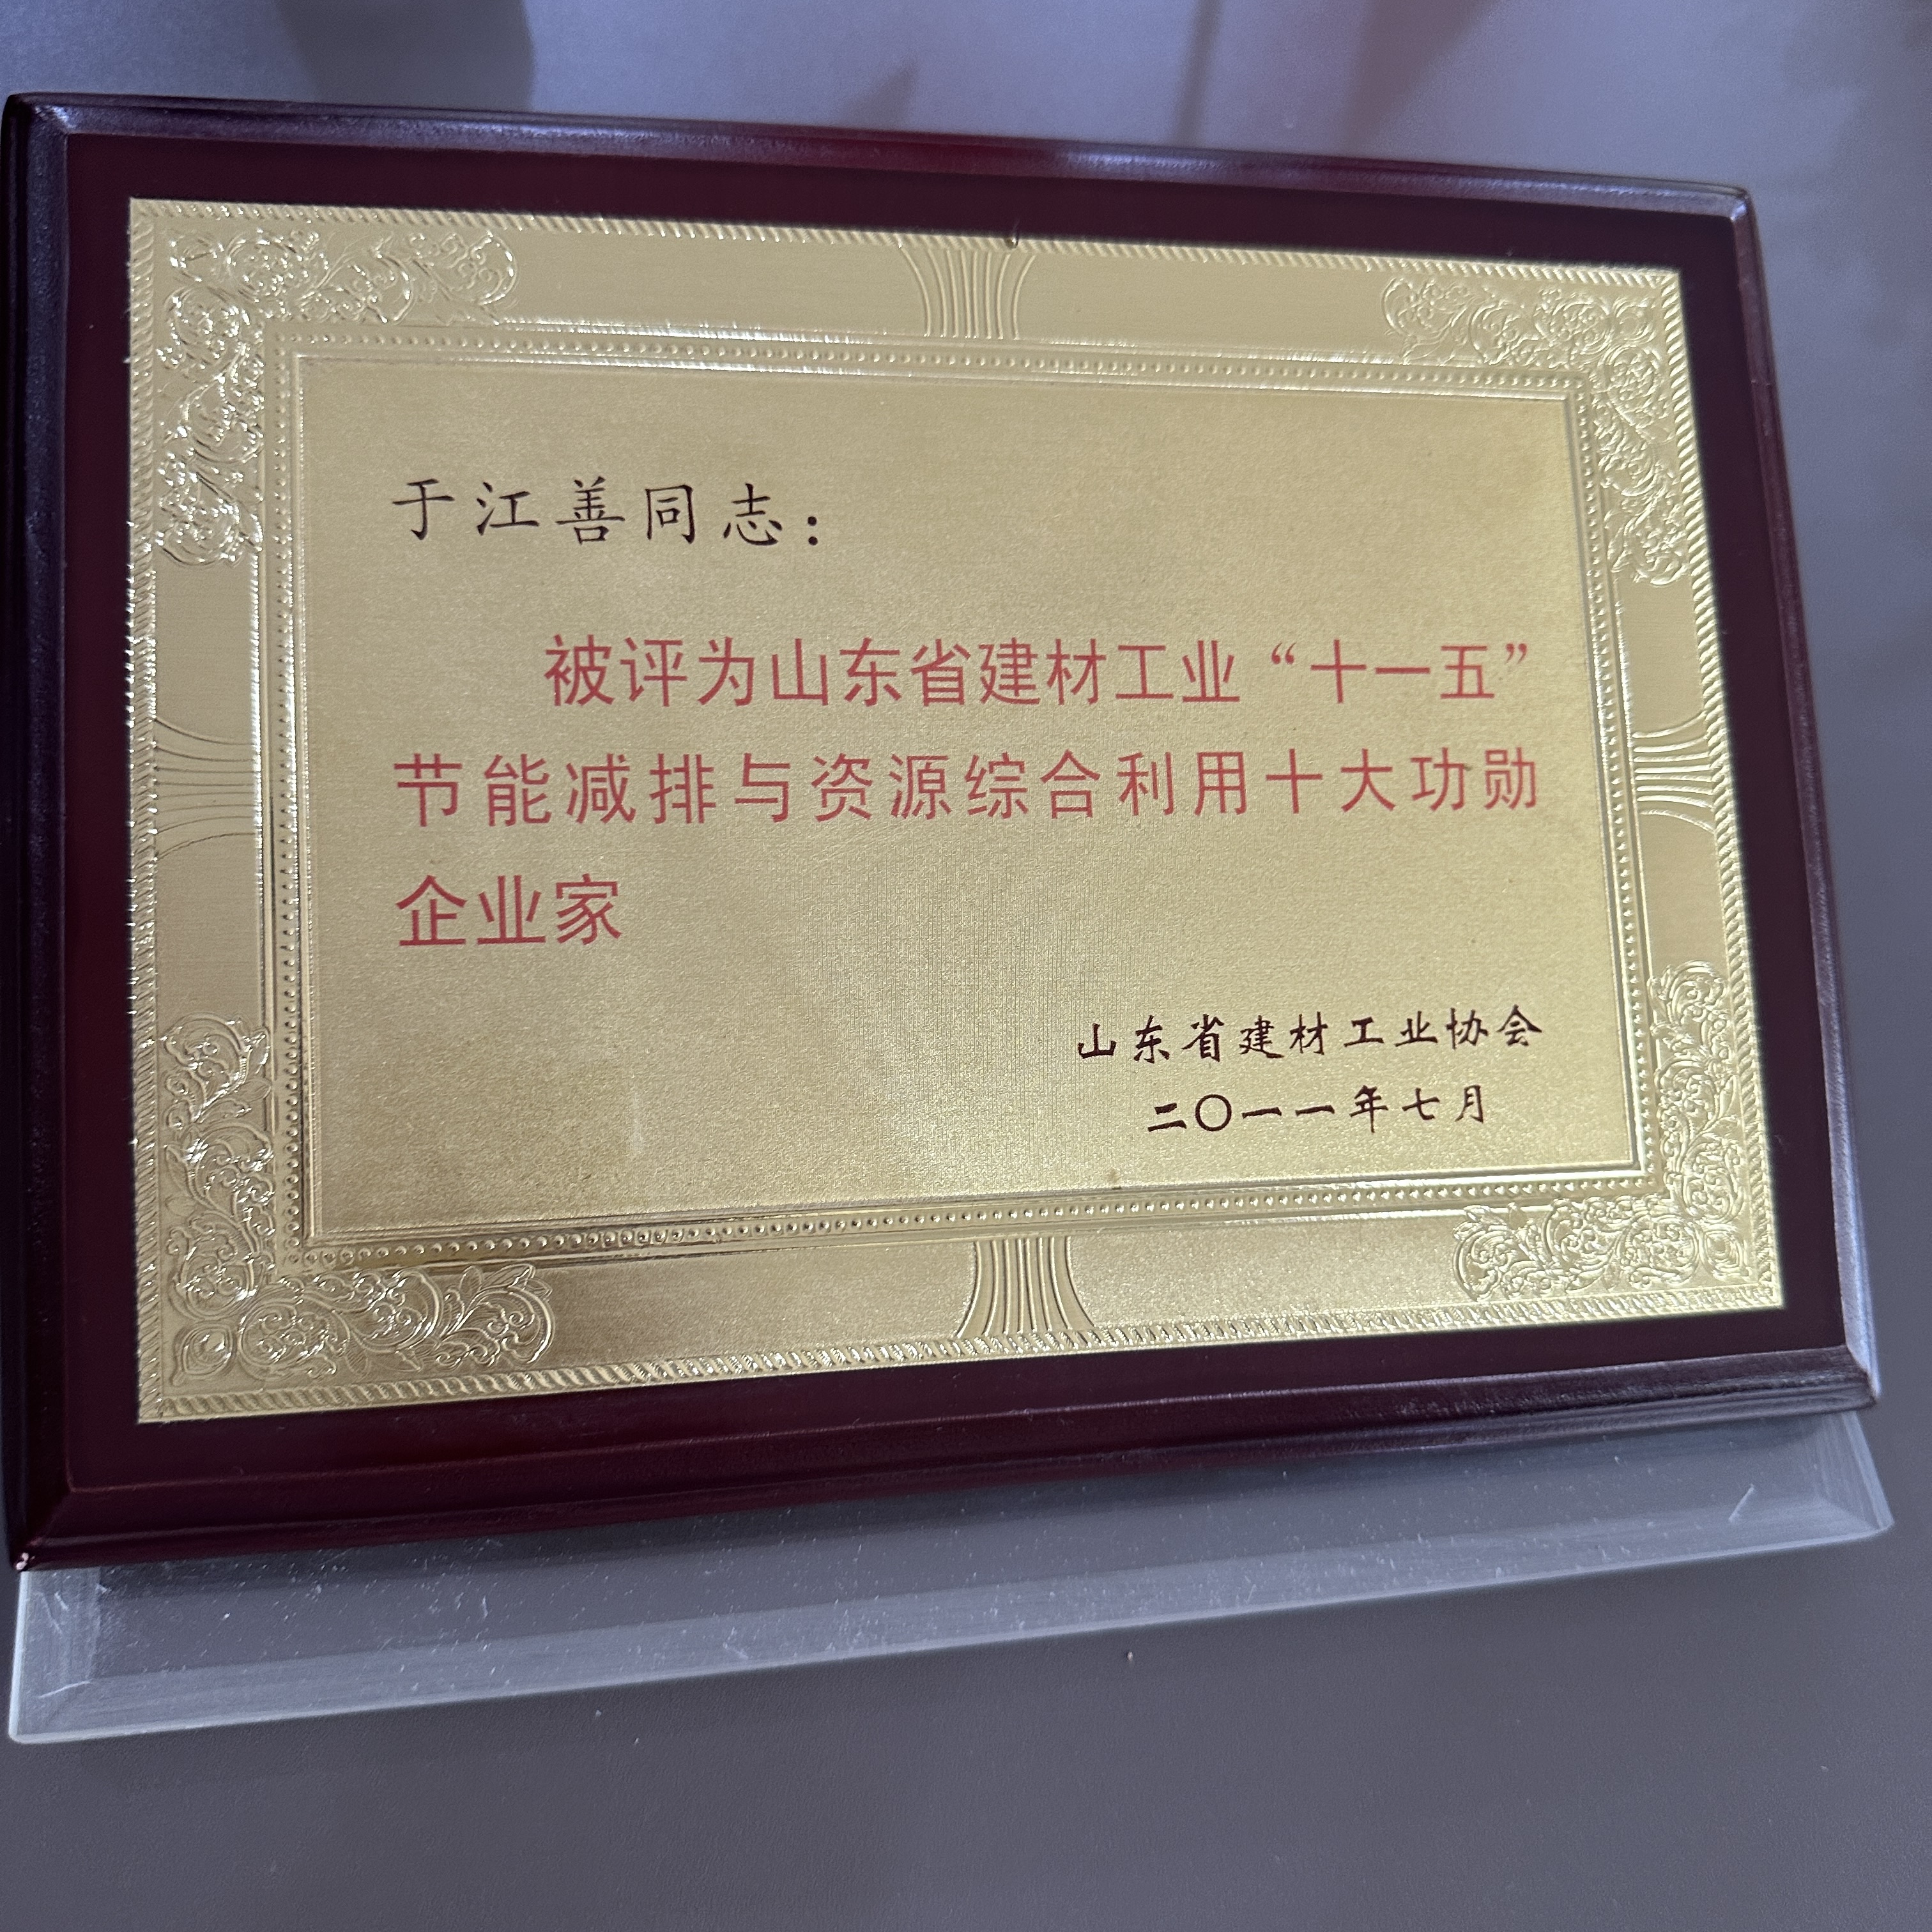 于江善同志：
被评为山东省建材工业“十一五”
节能减排与资源综合利用十大功勋
企业家
山东省建材工业协会
二〇一一年七月